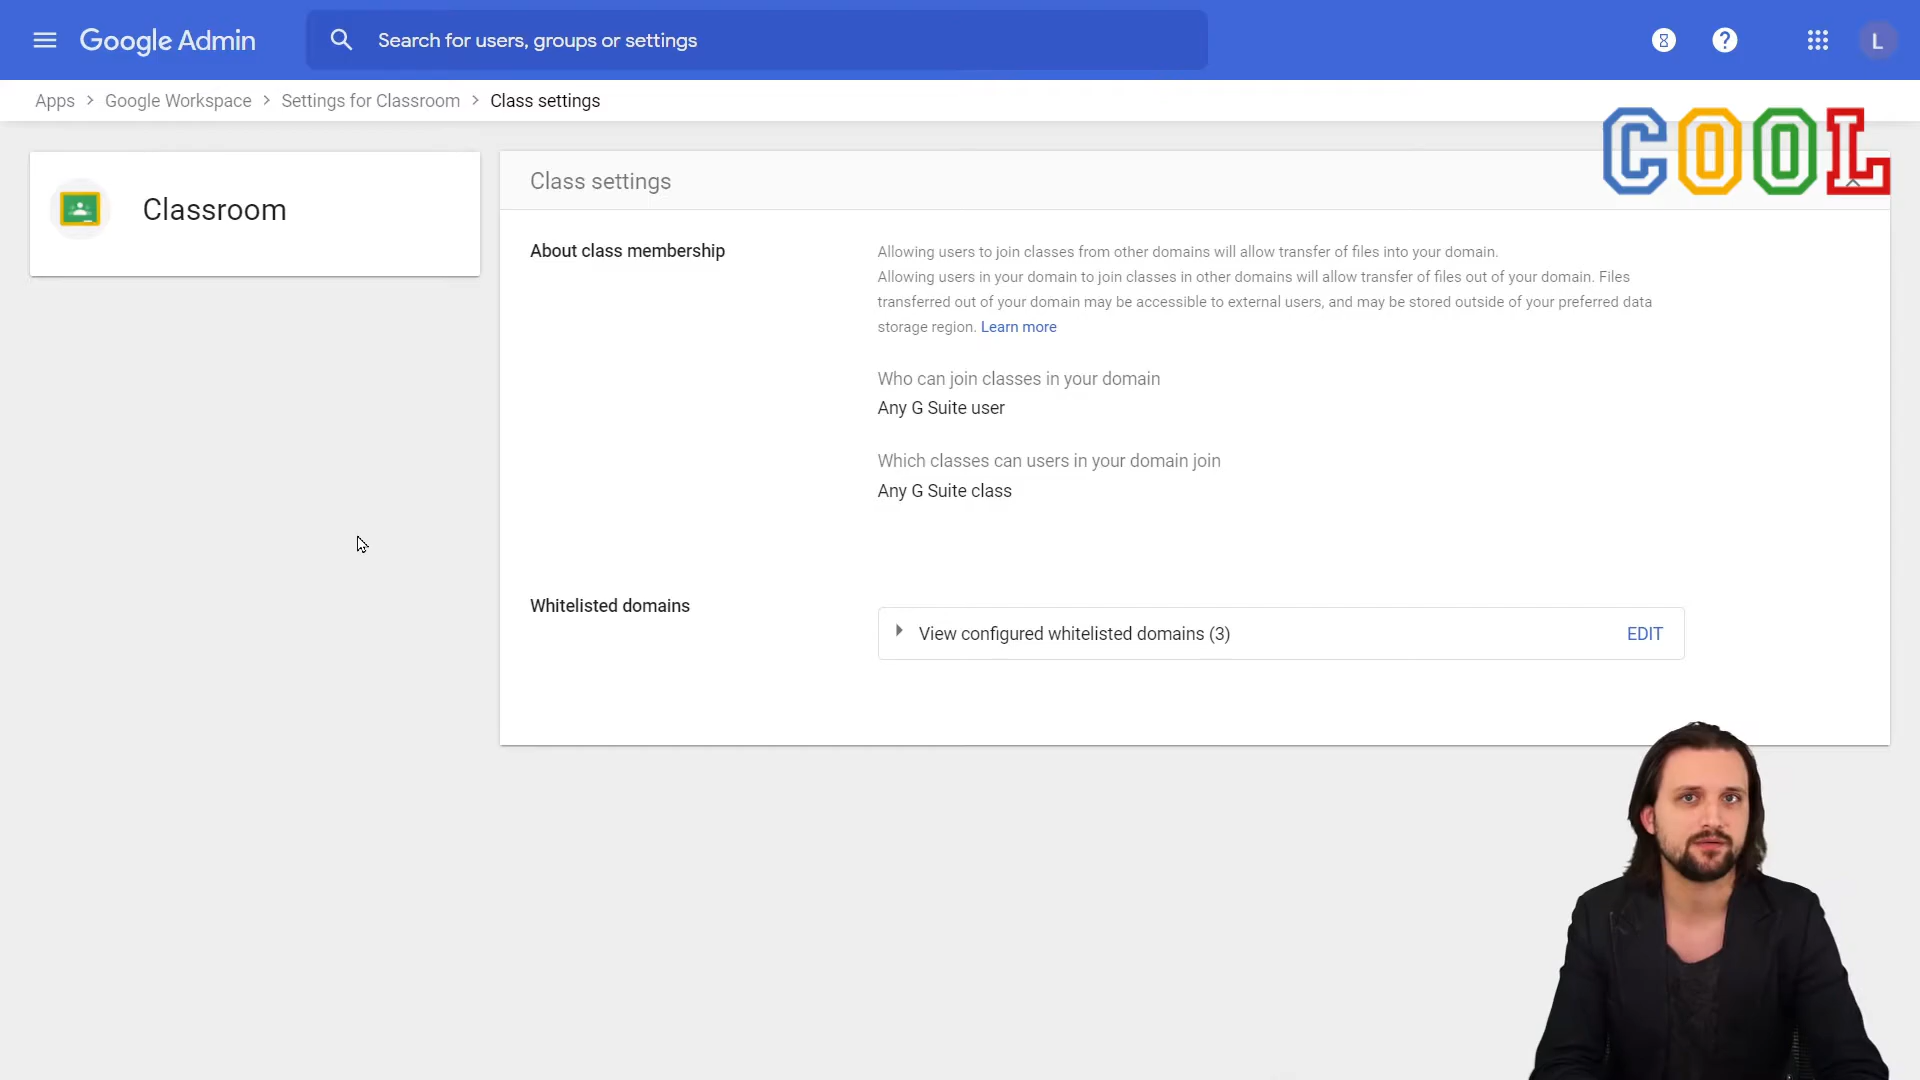 Google Admin
Search for users, groups or settings
L
Apps > Google Workspace > Settings for Classroom > Class settings
COOL
Classroom
Class settings
About class membership
Allowing users to join classes from other domains will allow transfer of files into your domain.
Allowing users in your domain to join classes in other domains will allow transfer of files out of your domain. Files
transferred out of your domain may be accessible to external users, and may be stored outside of your preferred data
storage region. Learn more
Who can join classes in your domain
Any G Suite user
Which classes can users in your domain join
Any G Suite class
Whitelisted domains
View configured whitelisted domains (3)
EDIT